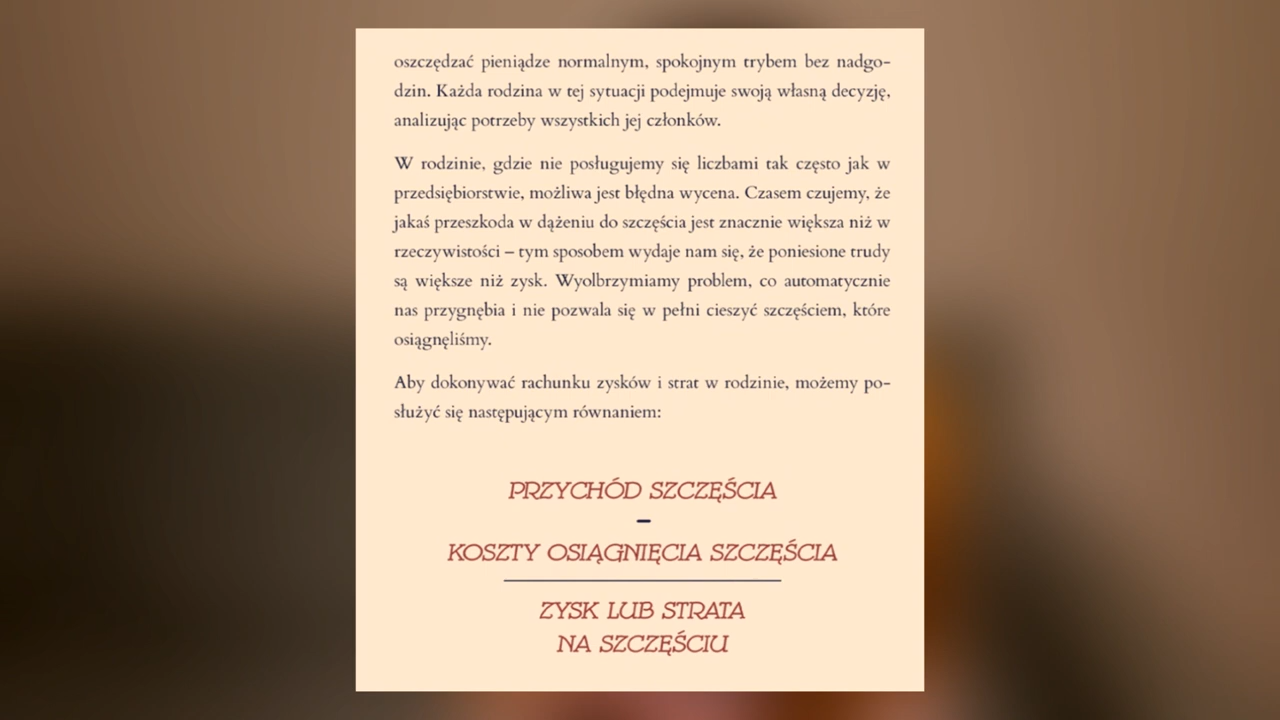 oszczędzać pieniądze normalnym, spokojnym trybem bez nadgo-
dzin. Każda rodzina w tej sytuacji podejmuje swoją własną decyzję,
analizując potrzeby wszystkich jej członków.
W rodzinie, gdzie nie posługujemy się liczbami tak często jak w
przedsiębiorstwie, możliwa jest błędna wycena. Czasem czujemy, że
jakaś przeszkoda w dążeniu do szczęścia jest znacznie większa niż w
rzeczywistości – tym sposobem wydaje nam się, że poniesione trudy
są większe niż zysk. Wyolbrzymiamy problem, co automatycznie
nas przygnębia i nie pozwala się w pełni cieszyć szczęściem, które
osiągnęliśmy.
Aby dokonywać rachunku zysków i strat w rodzinie, możemy po-
służyć się następującym równaniem:
PRZYCHÓD SZCZĘŚCIA
–
KOSZTY OSIĄGNIĘCIA SZCZĘŚCIA
ZYSK LUB STRATA
NA SZCZĘŚCIU